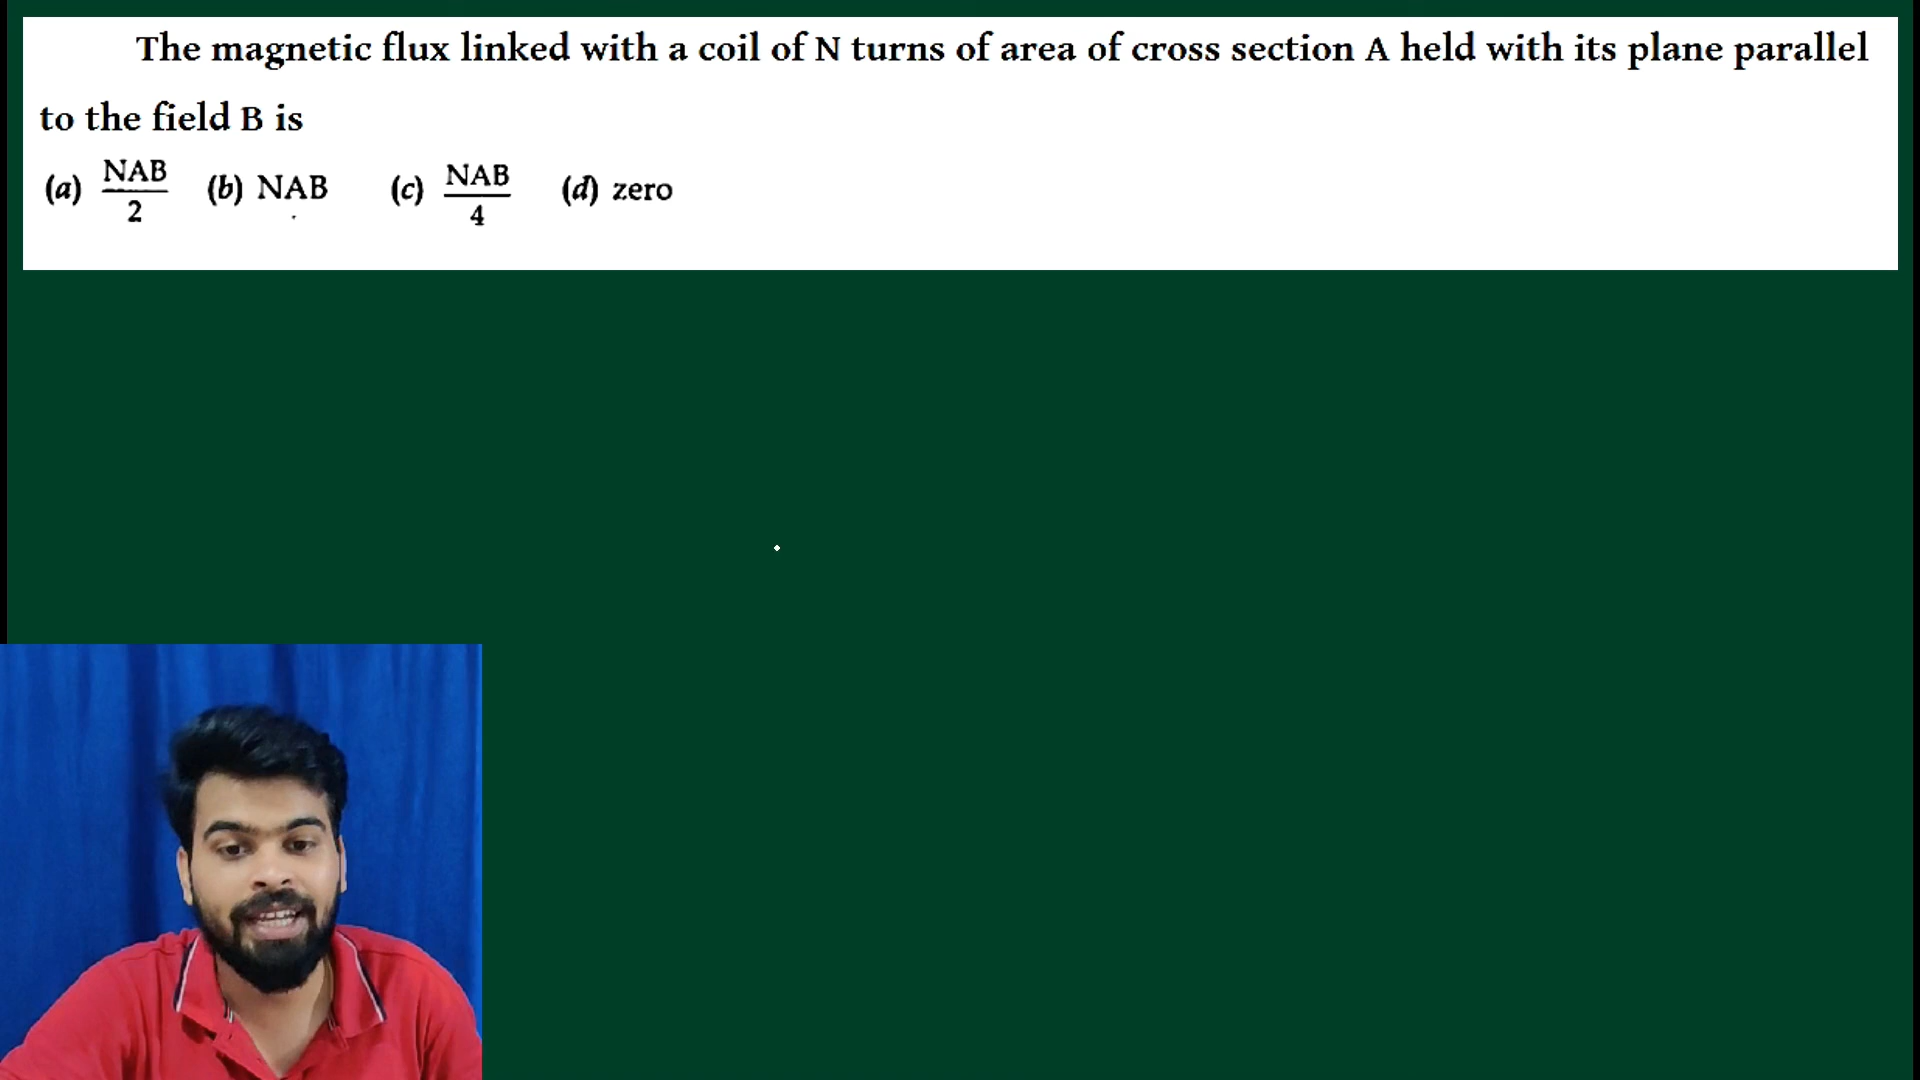 The magnetic flux linked with a coil of N turns of area of cross section A held with its plane parallel
to the field B is
(a) NAB/2 (b) NAB (c) NAB/4 (d) zero